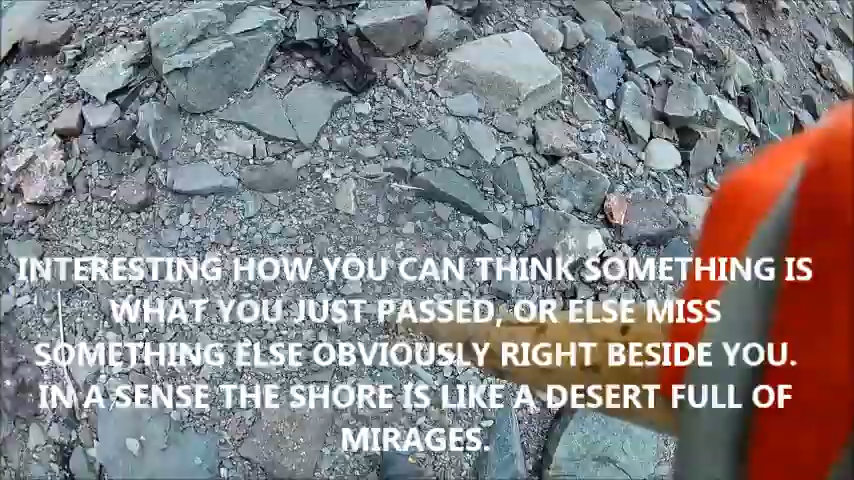 INTERESTING HOW YOU CAN THINK SOMETHING IS
WHAT YOU JUST PASSED, OR ELSE MISS
SOMETHING ELSE OBVIOUSLY RIGHT BESIDE YOU.
IN A SENSE THE SHORE IS LIKE A DESERT FULL OF
MIRAGES.